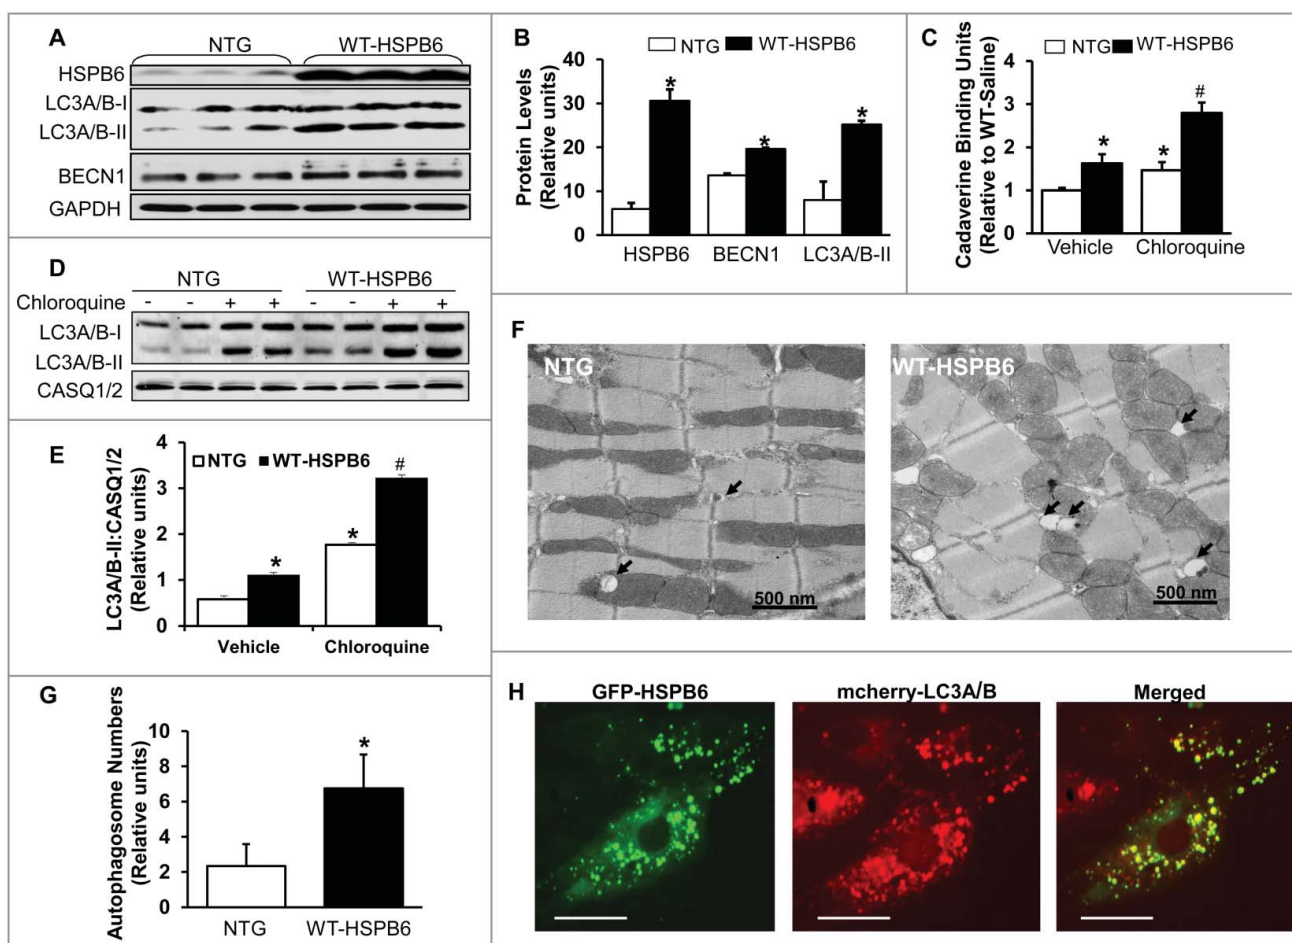 A
NTG WT-HSPB6
HSPB6
LC3A/B-I
LC3A/B-II
BECN1
GAPDH
B
NTG WT-HSPB6
Protein Levels
(Relative units)
40
30
20
10
0
* * *
HSPB6 BECN1 LC3A/B-II
C
NTG WT-HSPB6
Cadaverine Binding Units
(Relative to WT-Saline)
4
3
2
1
0
* * #
Vehicle Chloroquine
D
NTG WT-HSPB6
Chloroquine - - + + - - + +
LC3A/B-I
LC3A/B-II
CASQ1/2
E
NTG WT-HSPB6
LC3A/B-II:CASQ1/2
(Relative units)
4
3
2
1
0
* * #
Vehicle Chloroquine
F
NTG
500 nm
WT-HSPB6
500 nm
G
Autophagosome Numbers
(Relative units)
10
8
6
4
2
0
*
NTG WT-HSPB6
H
GFP-HSPB6 mcherry-LC3A/B Merged